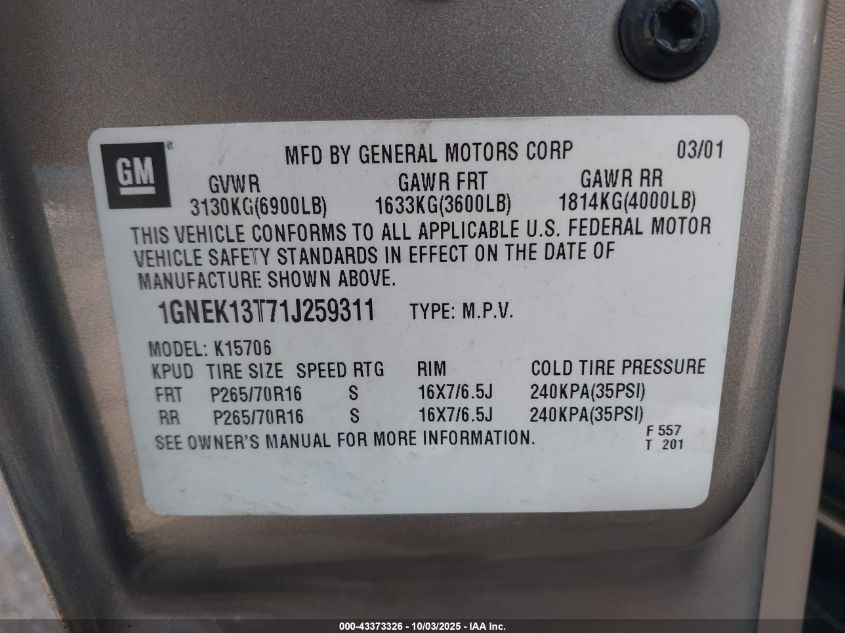 GM
MFD BY GENERAL MOTORS CORP 03/01
GVWR GAWR FRT GAWR RR
3130KG(6900LB) 1633KG(3600LB) 1814KG(4000LB)
THIS VEHICLE CONFORMS TO ALL APPLICABLE U.S. FEDERAL MOTOR
VEHICLE SAFETY STANDARDS IN EFFECT ON THE DATE OF
MANUFACTURE SHOWN ABOVE.
1GNEK13T71J259311 TYPE: M.P.V.
MODEL: K15706
KPUD TIRE SIZE SPEED RTG RIM COLD TIRE PRESSURE
FRT P265/70R16 S 16X7/6.5J 240KPA(35PSI)
RR P265/70R16 S 16X7/6.5J 240KPA(35PSI)
SEE OWNER'S MANUAL FOR MORE INFORMATION.
F 557
T 201
000-43373326 - 10/03/2025 - IAA Inc.